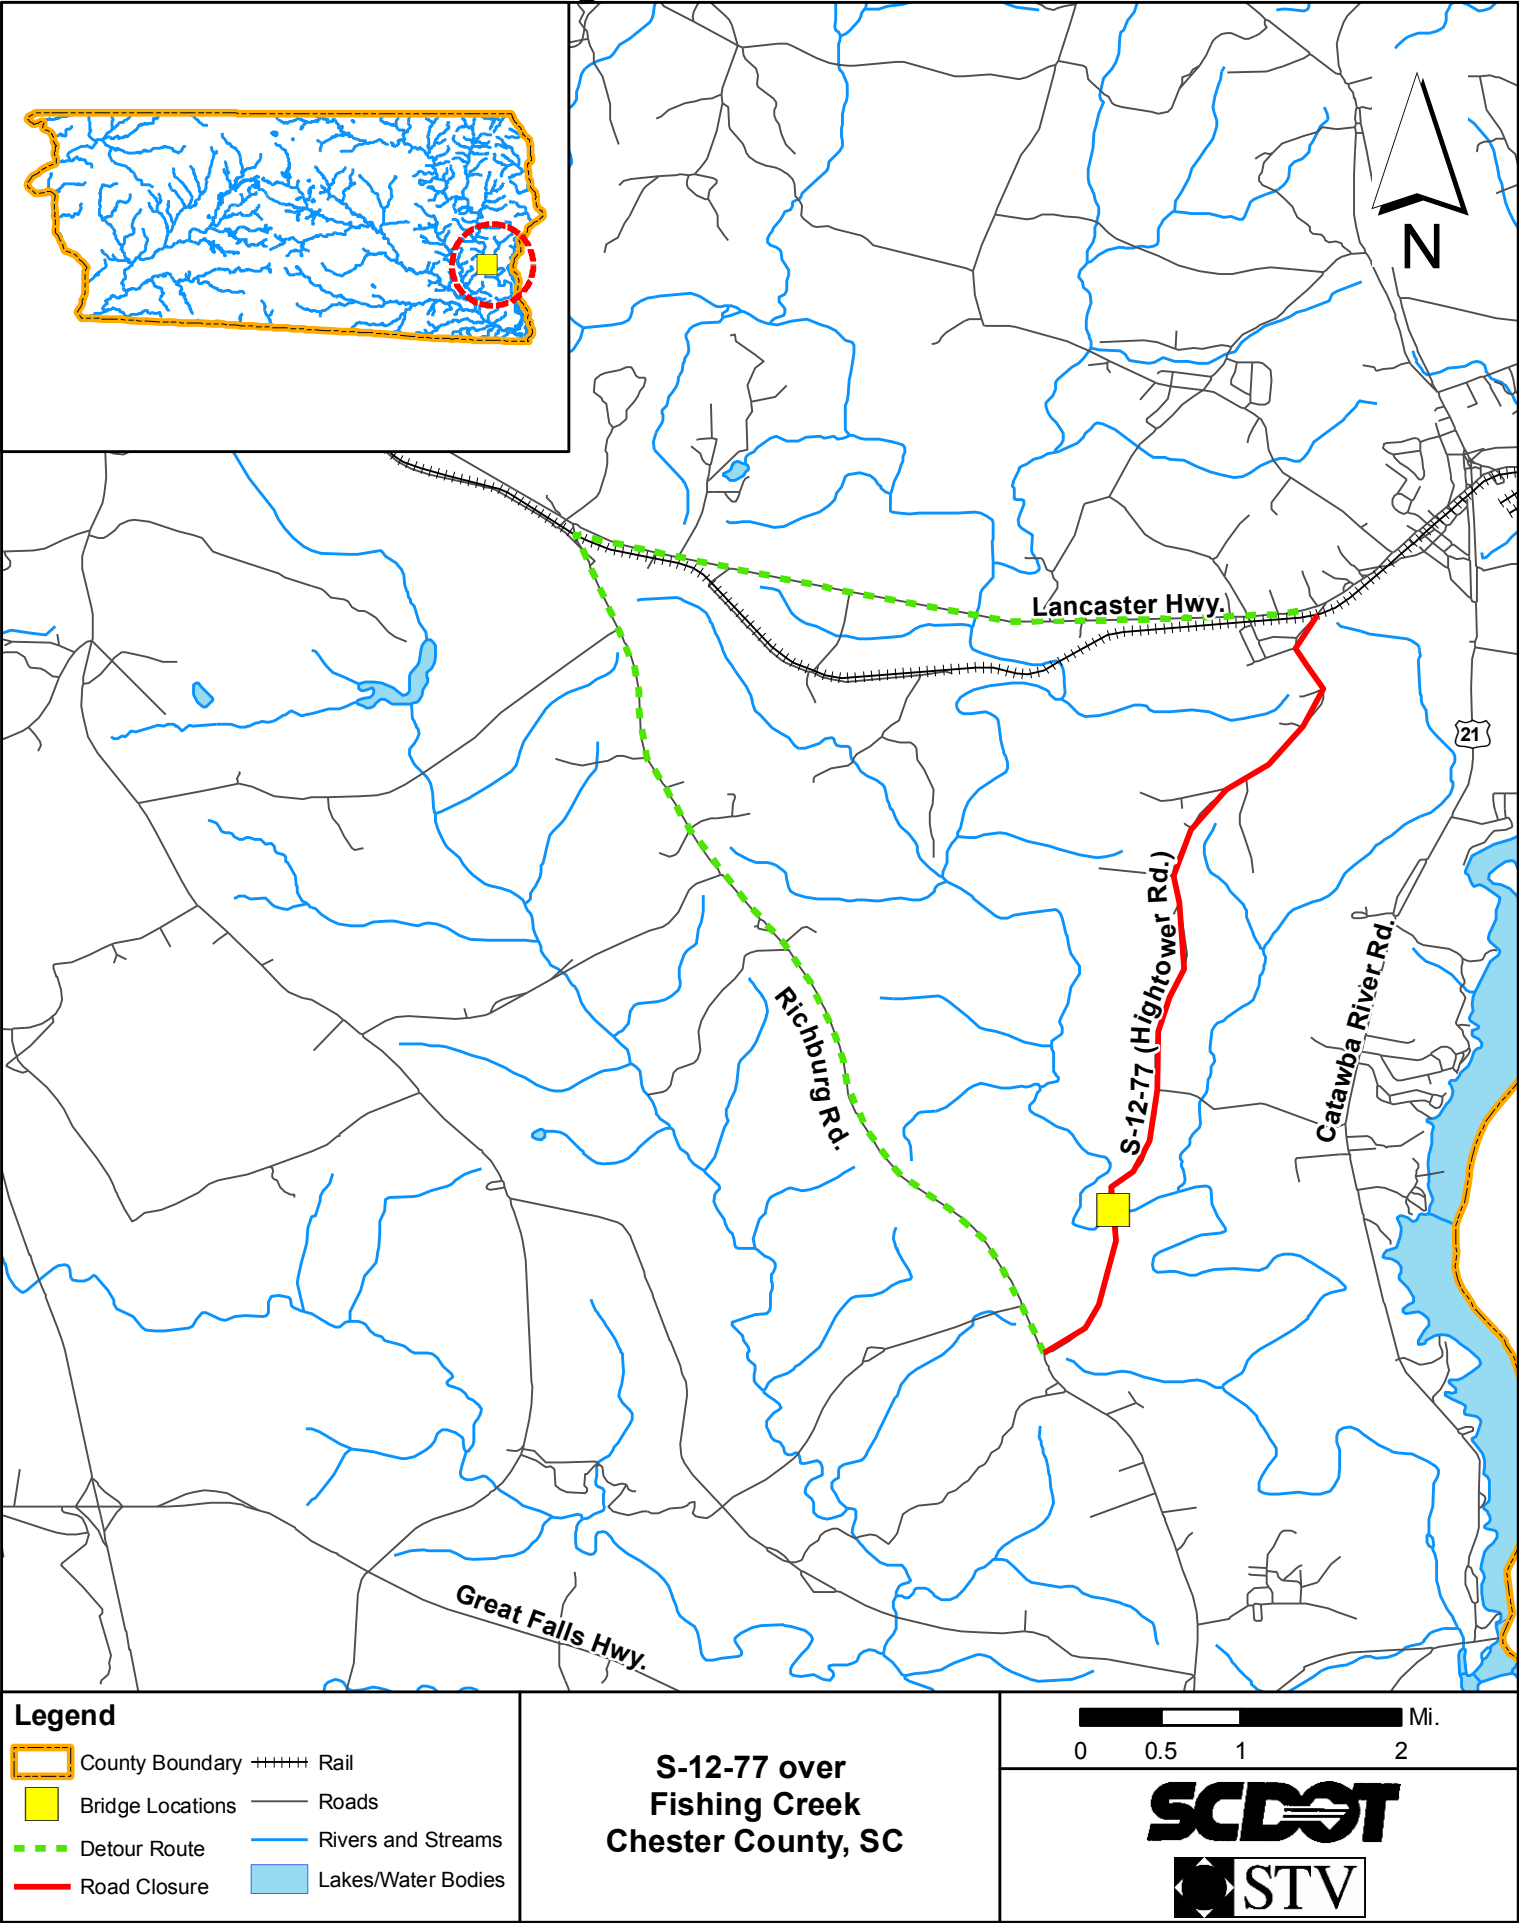 N
Lancaster Hwy.
21
S-12-77 (Hightower Rd.)
Catawba River Rd.
Richburg Rd.
Great Falls Hwy.
Legend
County Boundary
Rail
Bridge Locations
Roads
Detour Route
Rivers and Streams
Road Closure
Lakes/Water Bodies
S-12-77 over
Fishing Creek
Chester County, SC
Mi.
0 0.5 1 2
SCDOT
STV